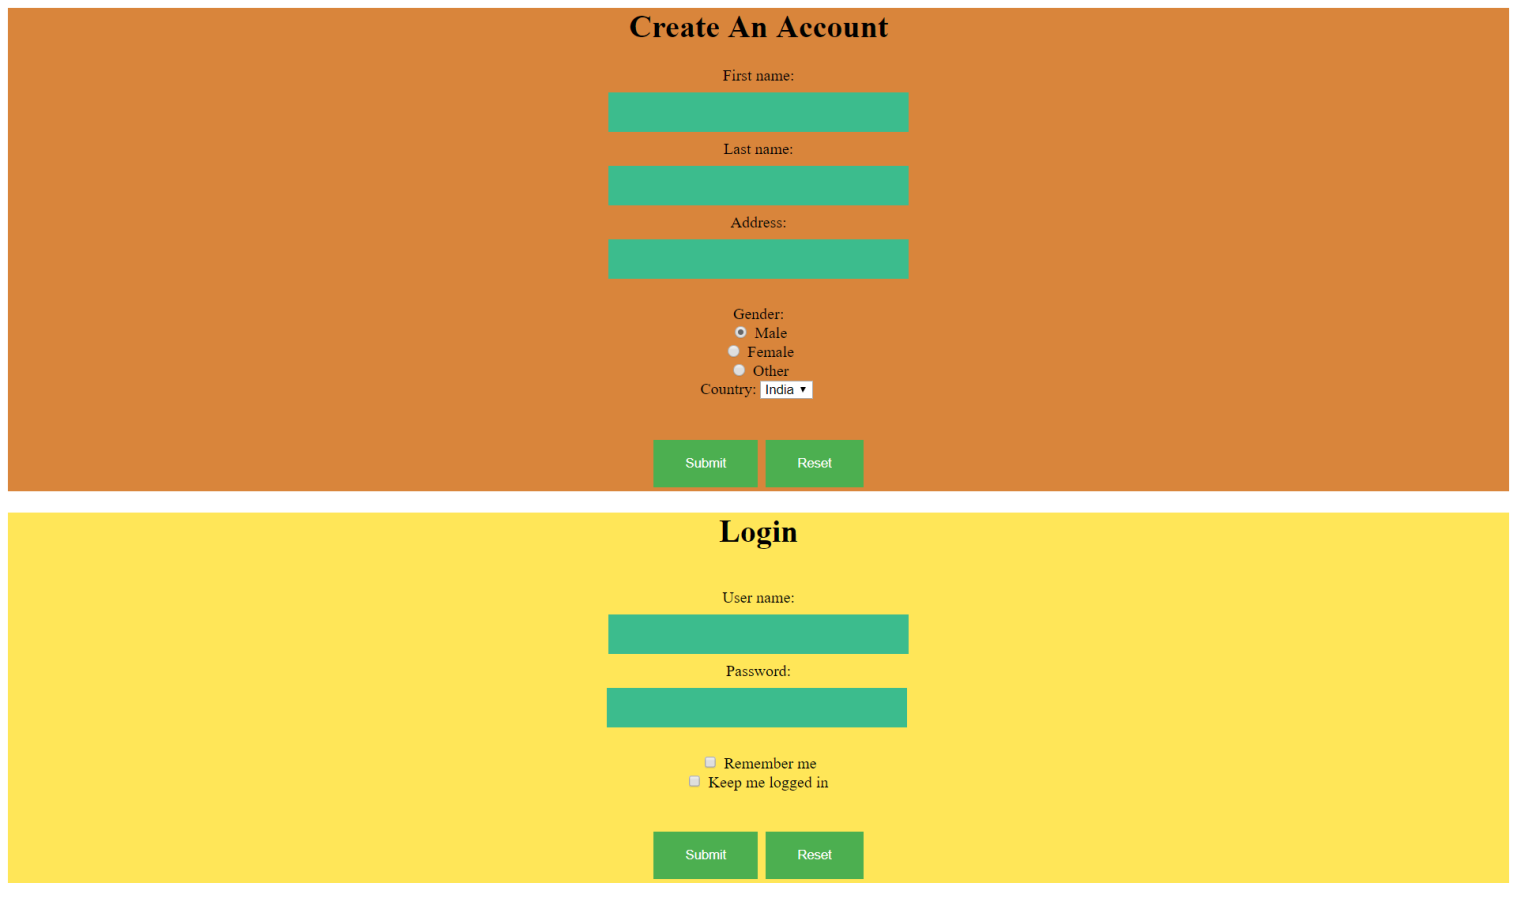 Create An Account
First name:
Last name:
Address:
Gender:
Male
Female
Other
Country: India
Submit Reset
Login
User name:
Password:
Remember me
Keep me logged in
Submit Reset